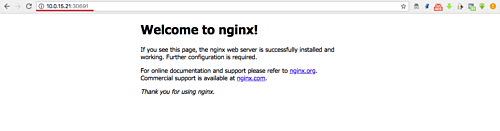 10.0.15.21:30691
Welcome to nginx!
If you see this page, the nginx web server is successfully installed and
working. Further configuration is required.
For online documentation and support please refer to nginx.org.
Commercial support is available at nginx.com.
Thank you for using nginx.